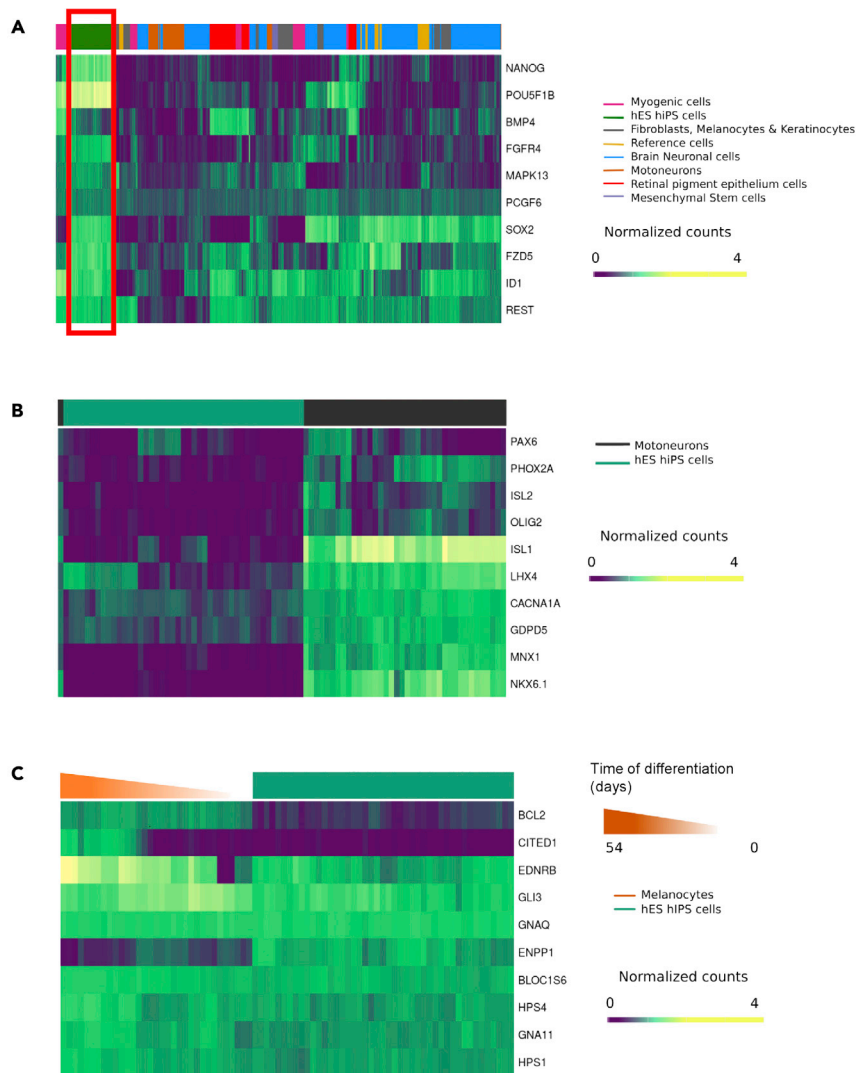 A
NANOG
POU5F1B
BMP4
FGFR4
MAPK13
PCGF6
SOX2
FZD5
ID1
REST
Myogenic cells
hES hiPS cells
Fibroblasts, Melanocytes & Keratinocytes
Reference cells
Brain Neuronal cells
Motoneurons
Retinal pigment epithelium cells
Mesenchymal Stem cells
Normalized counts
0 4
B
PAX6
PHOX2A
ISL2
OLIG2
ISL1
LHX4
CACNA1A
GDPD5
MNX1
NKX6.1
Motoneurons
hES hiPS cells
Normalized counts
0 4
C
BCL2
CITED1
EDNRB
GLI3
GNAQ
ENPP1
BLOC1S6
HPS4
GNA11
HPS1
Time of differentiation
(days)
54 0
Melanocytes
hES hIPS cells
Normalized counts
0 4